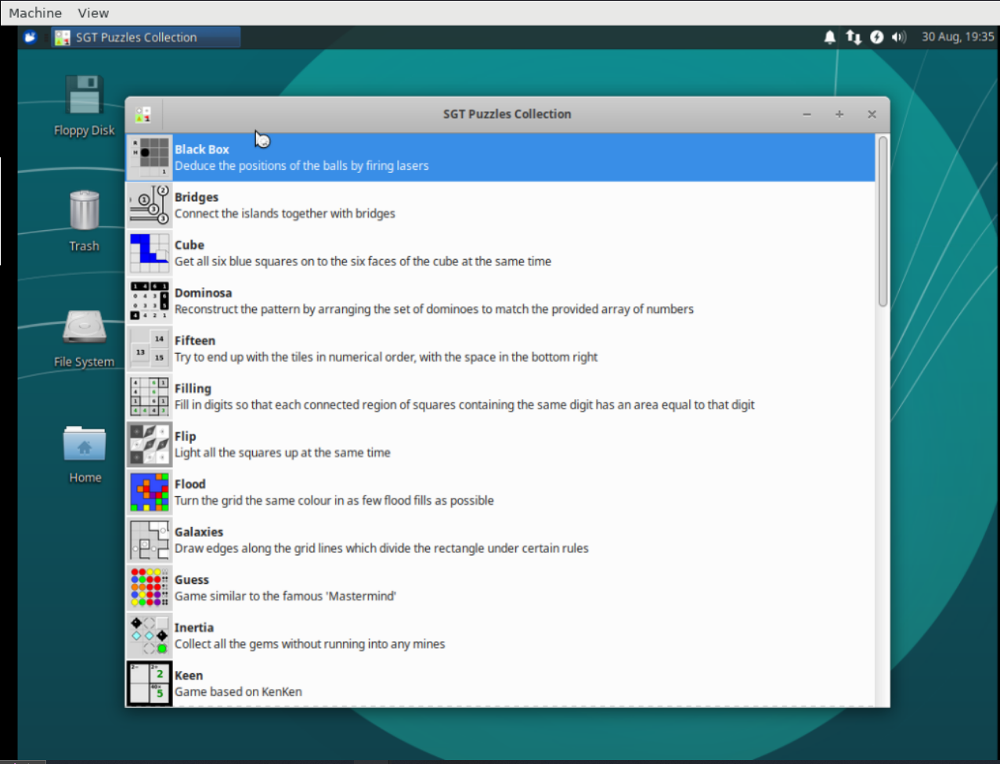 Machine View
SGT Puzzles Collection
30 Aug, 19:35
Floppy Disk
Trash
File System
Home
SGT Puzzles Collection
Black Box
Deduce the positions of the balls by firing lasers
Bridges
Connect the islands together with bridges
Cube
Get all six blue squares on to the six faces of the cube at the same time
Dominosa
Reconstruct the pattern by arranging the set of dominoes to match the provided array of numbers
Fifteen
Try to end up with the tiles in numerical order, with the space in the bottom right
Filling
Fill in digits so that each connected region of squares containing the same digit has an area equal to that digit
Flip
Light all the squares up at the same time
Flood
Turn the grid the same colour in as few flood fills as possible
Galaxies
Draw edges along the grid lines which divide the rectangle under certain rules
Guess
Game similar to the famous 'Mastermind'
Inertia
Collect all the gems without running into any mines
Keen
Game based on KenKen